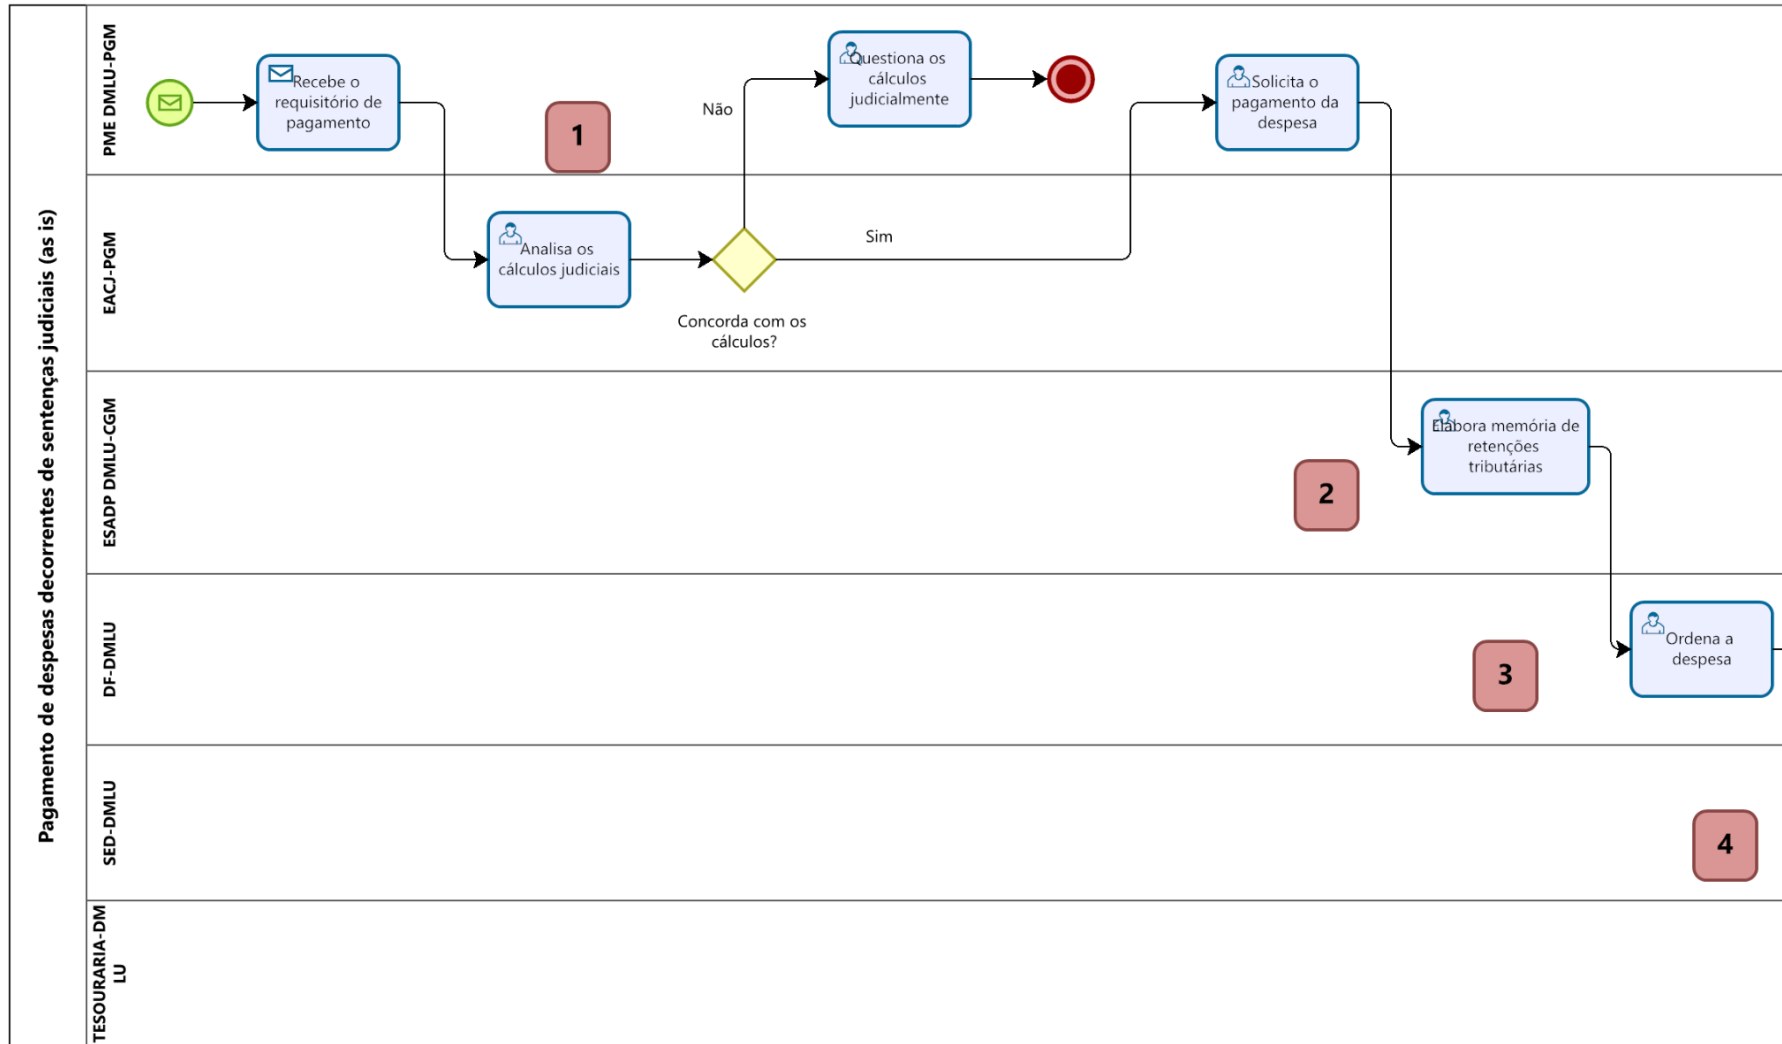 Pagamento de despesas decorrentes de sentenças judiciais (as is)
PME DMLU-PGM
Recebe o
requisitório de
pagamento
1
Não
Questiona os
cálculos
judicialmente
Solicita o
pagamento da
despesa
EACJ-PGM
Analisa os
cálculos judiciais
Concorda com os
cálculos?
Sim
ESADP DMLU-CGM
2
Elabora memória de
retenções
tributárias
DF-DMLU
3
Ordena a
despesa
SED-DMLU
4
TESOURARIA-DM
LU